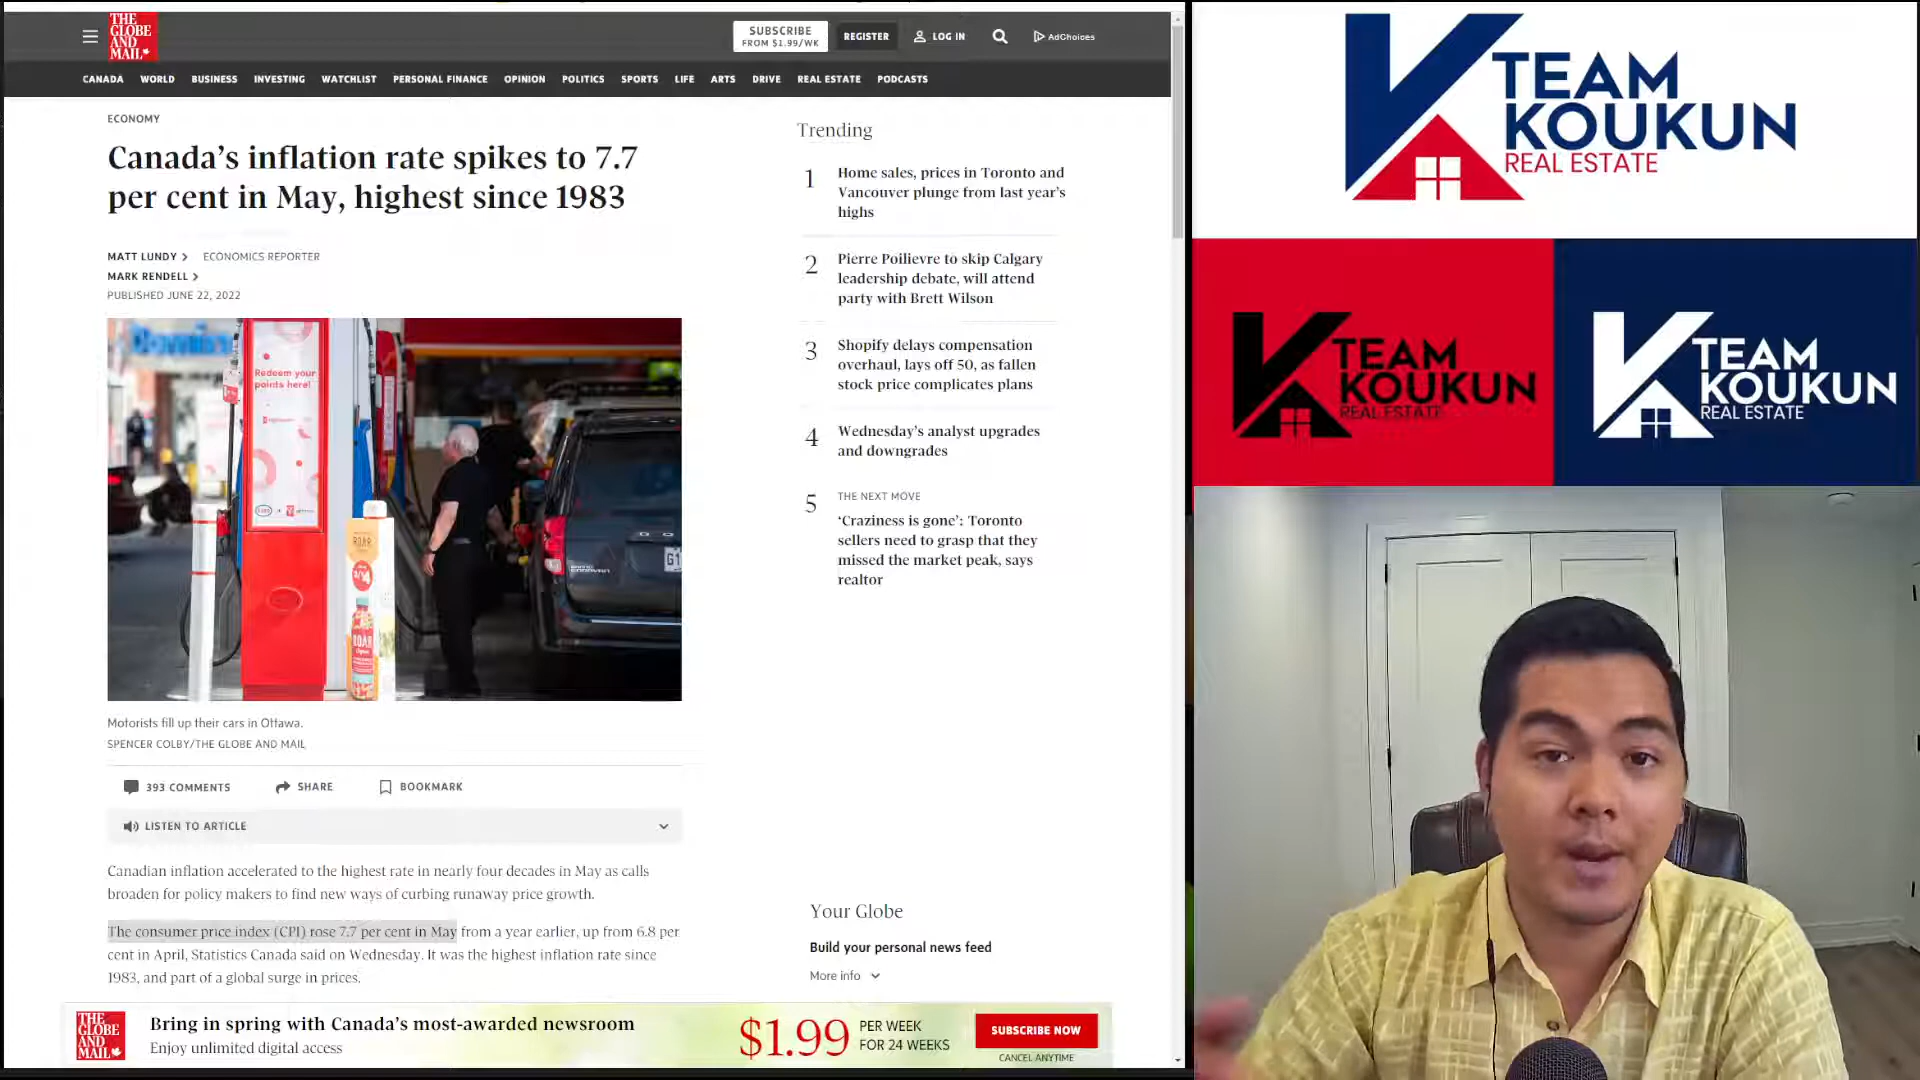 THE
GLOBE
AND
MAIL
SUBSCRIBE
FROM $1.99/WK
REGISTER
LOG IN
AdChoices
CANADA WORLD BUSINESS INVESTING WATCHLIST PERSONAL FINANCE OPINION POLITICS SPORTS LIFE ARTS DRIVE REAL ESTATE PODCASTS
ECONOMY
Canada’s inflation rate spikes to 7.7
per cent in May, highest since 1983
MATT LUNDY > ECONOMICS REPORTER
MARK RENDELL >
PUBLISHED JUNE 22, 2022
Redeem your
points here!
ROAR
ROAR
Motorists fill up their cars in Ottawa.
SPENCER COLBY/THE GLOBE AND MAIL
393 COMMENTS SHARE BOOKMARK
LISTEN TO ARTICLE
Canadian inflation accelerated to the highest rate in nearly four decades in May as calls
broaden for policy makers to find new ways of curbing runaway price growth.
The consumer price index (CPI) rose 7.7 per cent in May from a year earlier, up from 6.8 per
cent in April, Statistics Canada said on Wednesday. It was the highest inflation rate since
1983, and part of a global surge in prices.
Trending
1 Home sales, prices in Toronto and
Vancouver plunge from last year’s
highs
2 Pierre Poilievre to skip Calgary
leadership debate, will attend
party with Brett Wilson
3 Shopify delays compensation
overhaul, lays off 50, as fallen
stock price complicates plans
4 Wednesday’s analyst upgrades
and downgrades
5 THE NEXT MOVE
‘Craziness is gone’: Toronto
sellers need to grasp that they
missed the market peak, says
realtor
Your Globe
Build your personal news feed
More info
THE
GLOBE
AND
MAIL
Bring in spring with Canada’s most-awarded newsroom
Enjoy unlimited digital access
$1.99
PER WEEK
FOR 24 WEEKS
SUBSCRIBE NOW
CANCEL ANYTIME
TEAM
KOUKUN
REAL ESTATE
TEAM
KOUKUN
REAL ESTATE
TEAM
KOUKUN
REAL ESTATE